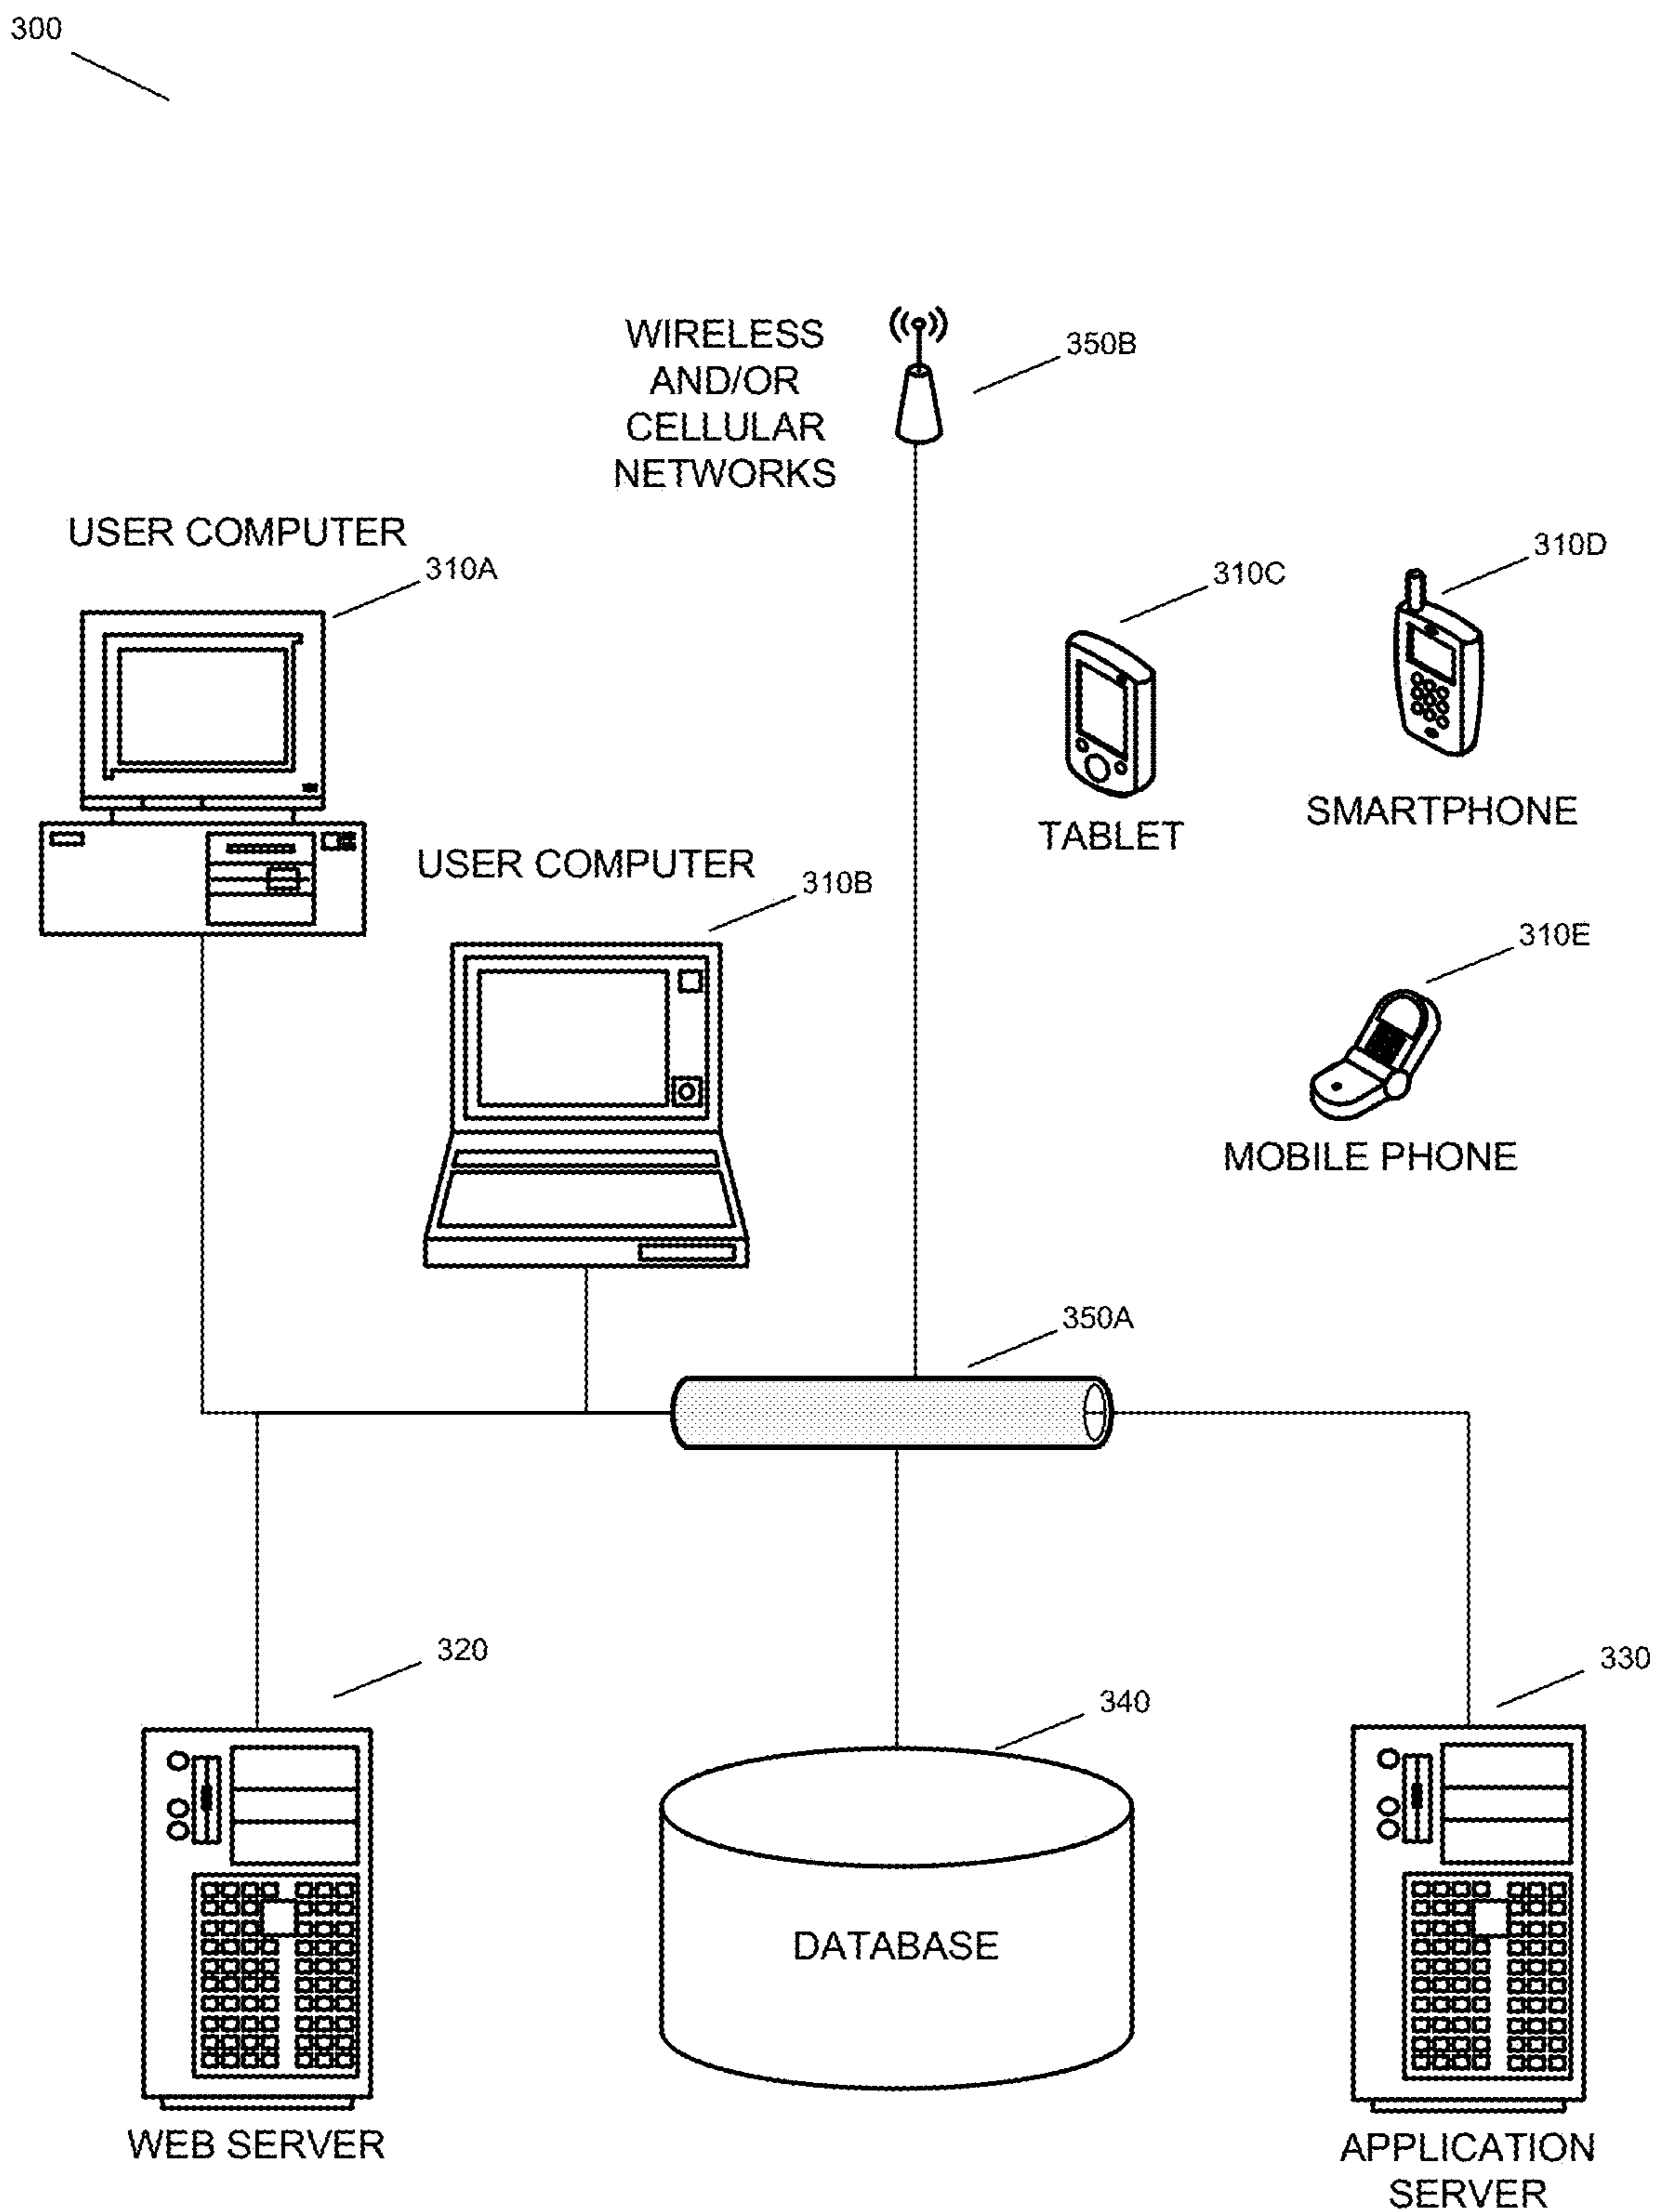 300
WIRELESS
AND/OR
CELLULAR
NETWORKS
350B
USER COMPUTER
310A
310C
310D
TABLET
SMARTPHONE
USER COMPUTER
310B
310E
MOBILE PHONE
350A
320
340
330
DATABASE
WEB SERVER
APPLICATION
SERVER